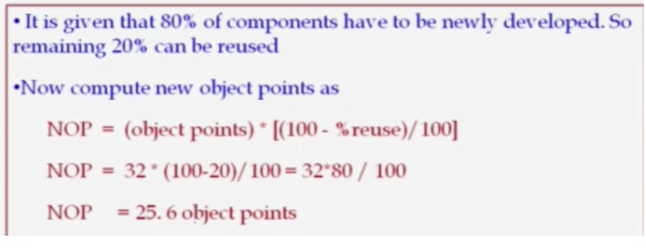 •It is given that 80% of components have to be newly developed. So
remaining 20% can be reused
•Now compute new object points as
NOP = (object points) * [(100 - %reuse)/100]
NOP = 32 * (100-20)/100 = 32*80 / 100
NOP = 25. 6 object points